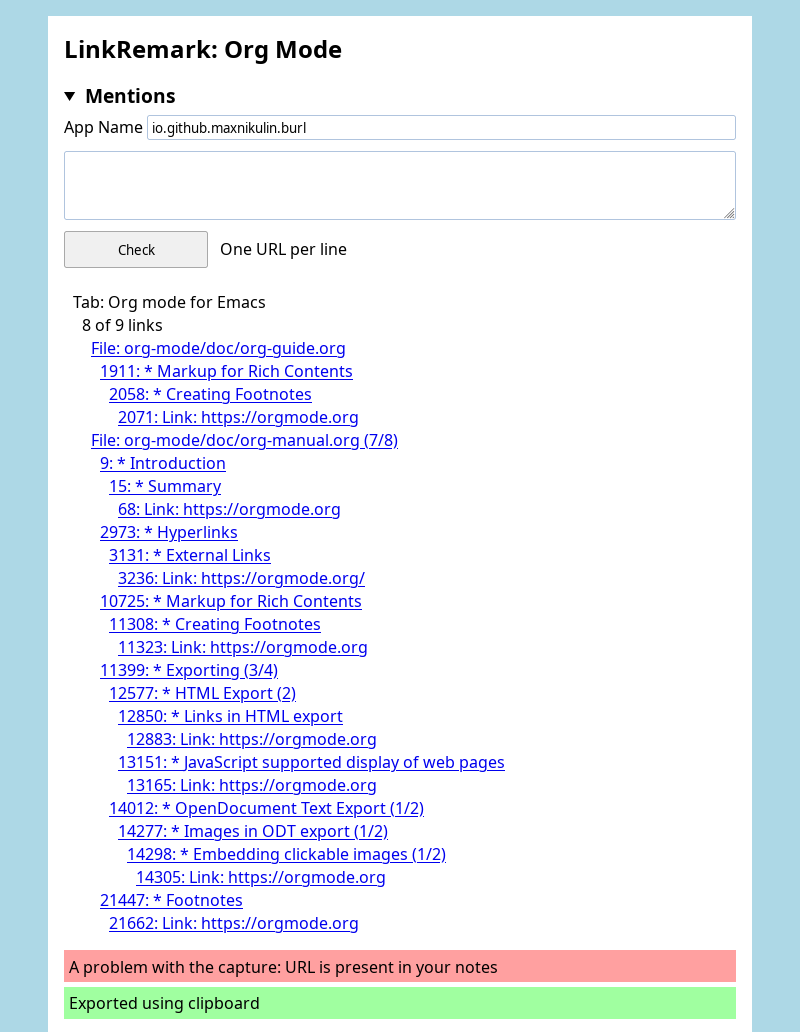 LinkRemark: Org Mode
▼ Mentions
App Name io.github.maxnikulin.burl
Check One URL per line
Tab: Org mode for Emacs
8 of 9 links
File: org-mode/doc/org-guide.org
1911: * Markup for Rich Contents
2058: * Creating Footnotes
2071: Link: https://orgmode.org
File: org-mode/doc/org-manual.org (7/8)
9: * Introduction
15: * Summary
68: Link: https://orgmode.org
2973: * Hyperlinks
3131: * External Links
3236: Link: https://orgmode.org/
10725: * Markup for Rich Contents
11308: * Creating Footnotes
11323: Link: https://orgmode.org
11399: * Exporting (3/4)
12577: * HTML Export (2)
12850: * Links in HTML export
12883: Link: https://orgmode.org
13151: * JavaScript supported display of web pages
13165: Link: https://orgmode.org
14012: * OpenDocument Text Export (1/2)
14277: * Images in ODT export (1/2)
14298: * Embedding clickable images (1/2)
14305: Link: https://orgmode.org
21447: * Footnotes
21662: Link: https://orgmode.org
A problem with the capture: URL is present in your notes
Exported using clipboard